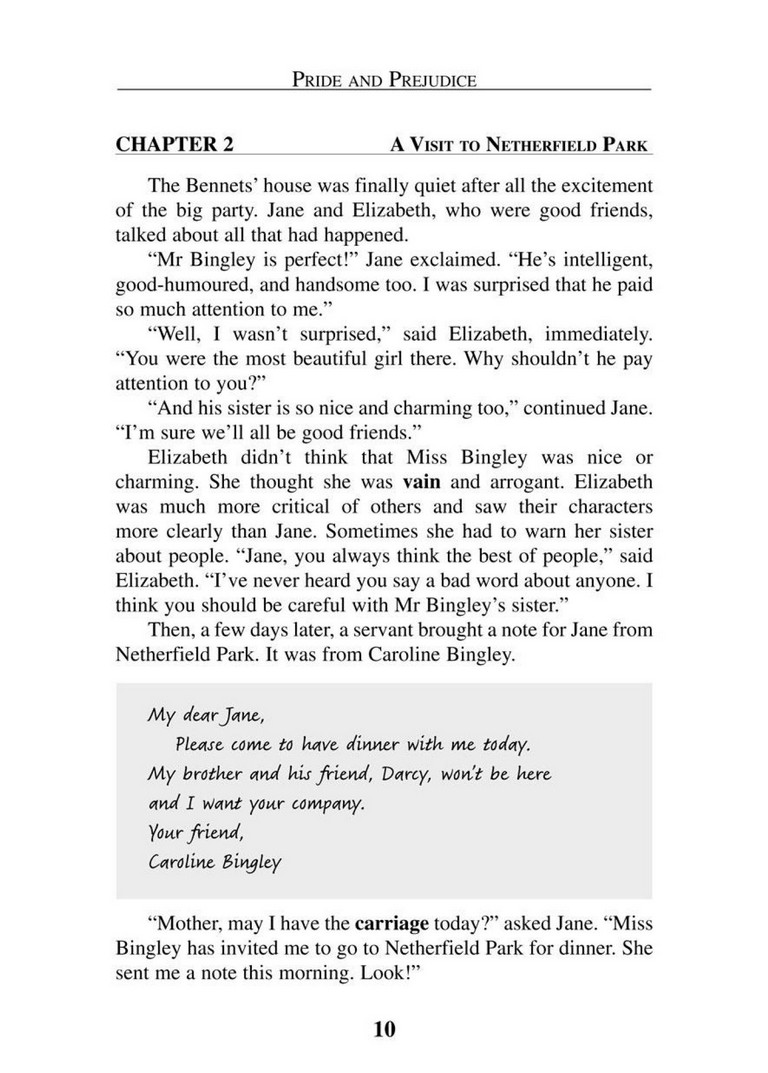 PRIDE AND PREJUDICE
CHAPTER 2 A VISIT TO NETHERFIELD PARK
The Bennets’ house was finally quiet after all the excitement
of the big party. Jane and Elizabeth, who were good friends,
talked about all that had happened.
“Mr Bingley is perfect!” Jane exclaimed. “He’s intelligent,
good-humoured, and handsome too. I was surprised that he paid
so much attention to me.”
“Well, I wasn’t surprised,” said Elizabeth, immediately.
“You were the most beautiful girl there. Why shouldn’t he pay
attention to you?”
“And his sister is so nice and charming too,” continued Jane.
“I’m sure we’ll all be good friends.”
Elizabeth didn’t think that Miss Bingley was nice or
charming. She thought she was vain and arrogant. Elizabeth
was much more critical of others and saw their characters
more clearly than Jane. Sometimes she had to warn her sister
about people. “Jane, you always think the best of people,” said
Elizabeth. “I’ve never heard you say a bad word about anyone. I
think you should be careful with Mr Bingley’s sister.”
Then, a few days later, a servant brought a note for Jane from
Netherfield Park. It was from Caroline Bingley.
My dear Jane,
Please come to have dinner with me today.
My brother and his friend, Darcy, won’t be here
and I want your company.
Your friend,
Caroline Bingley
“Mother, may I have the carriage today?” asked Jane. “Miss
Bingley has invited me to go to Netherfield Park for dinner. She
sent me a note this morning. Look!”
10